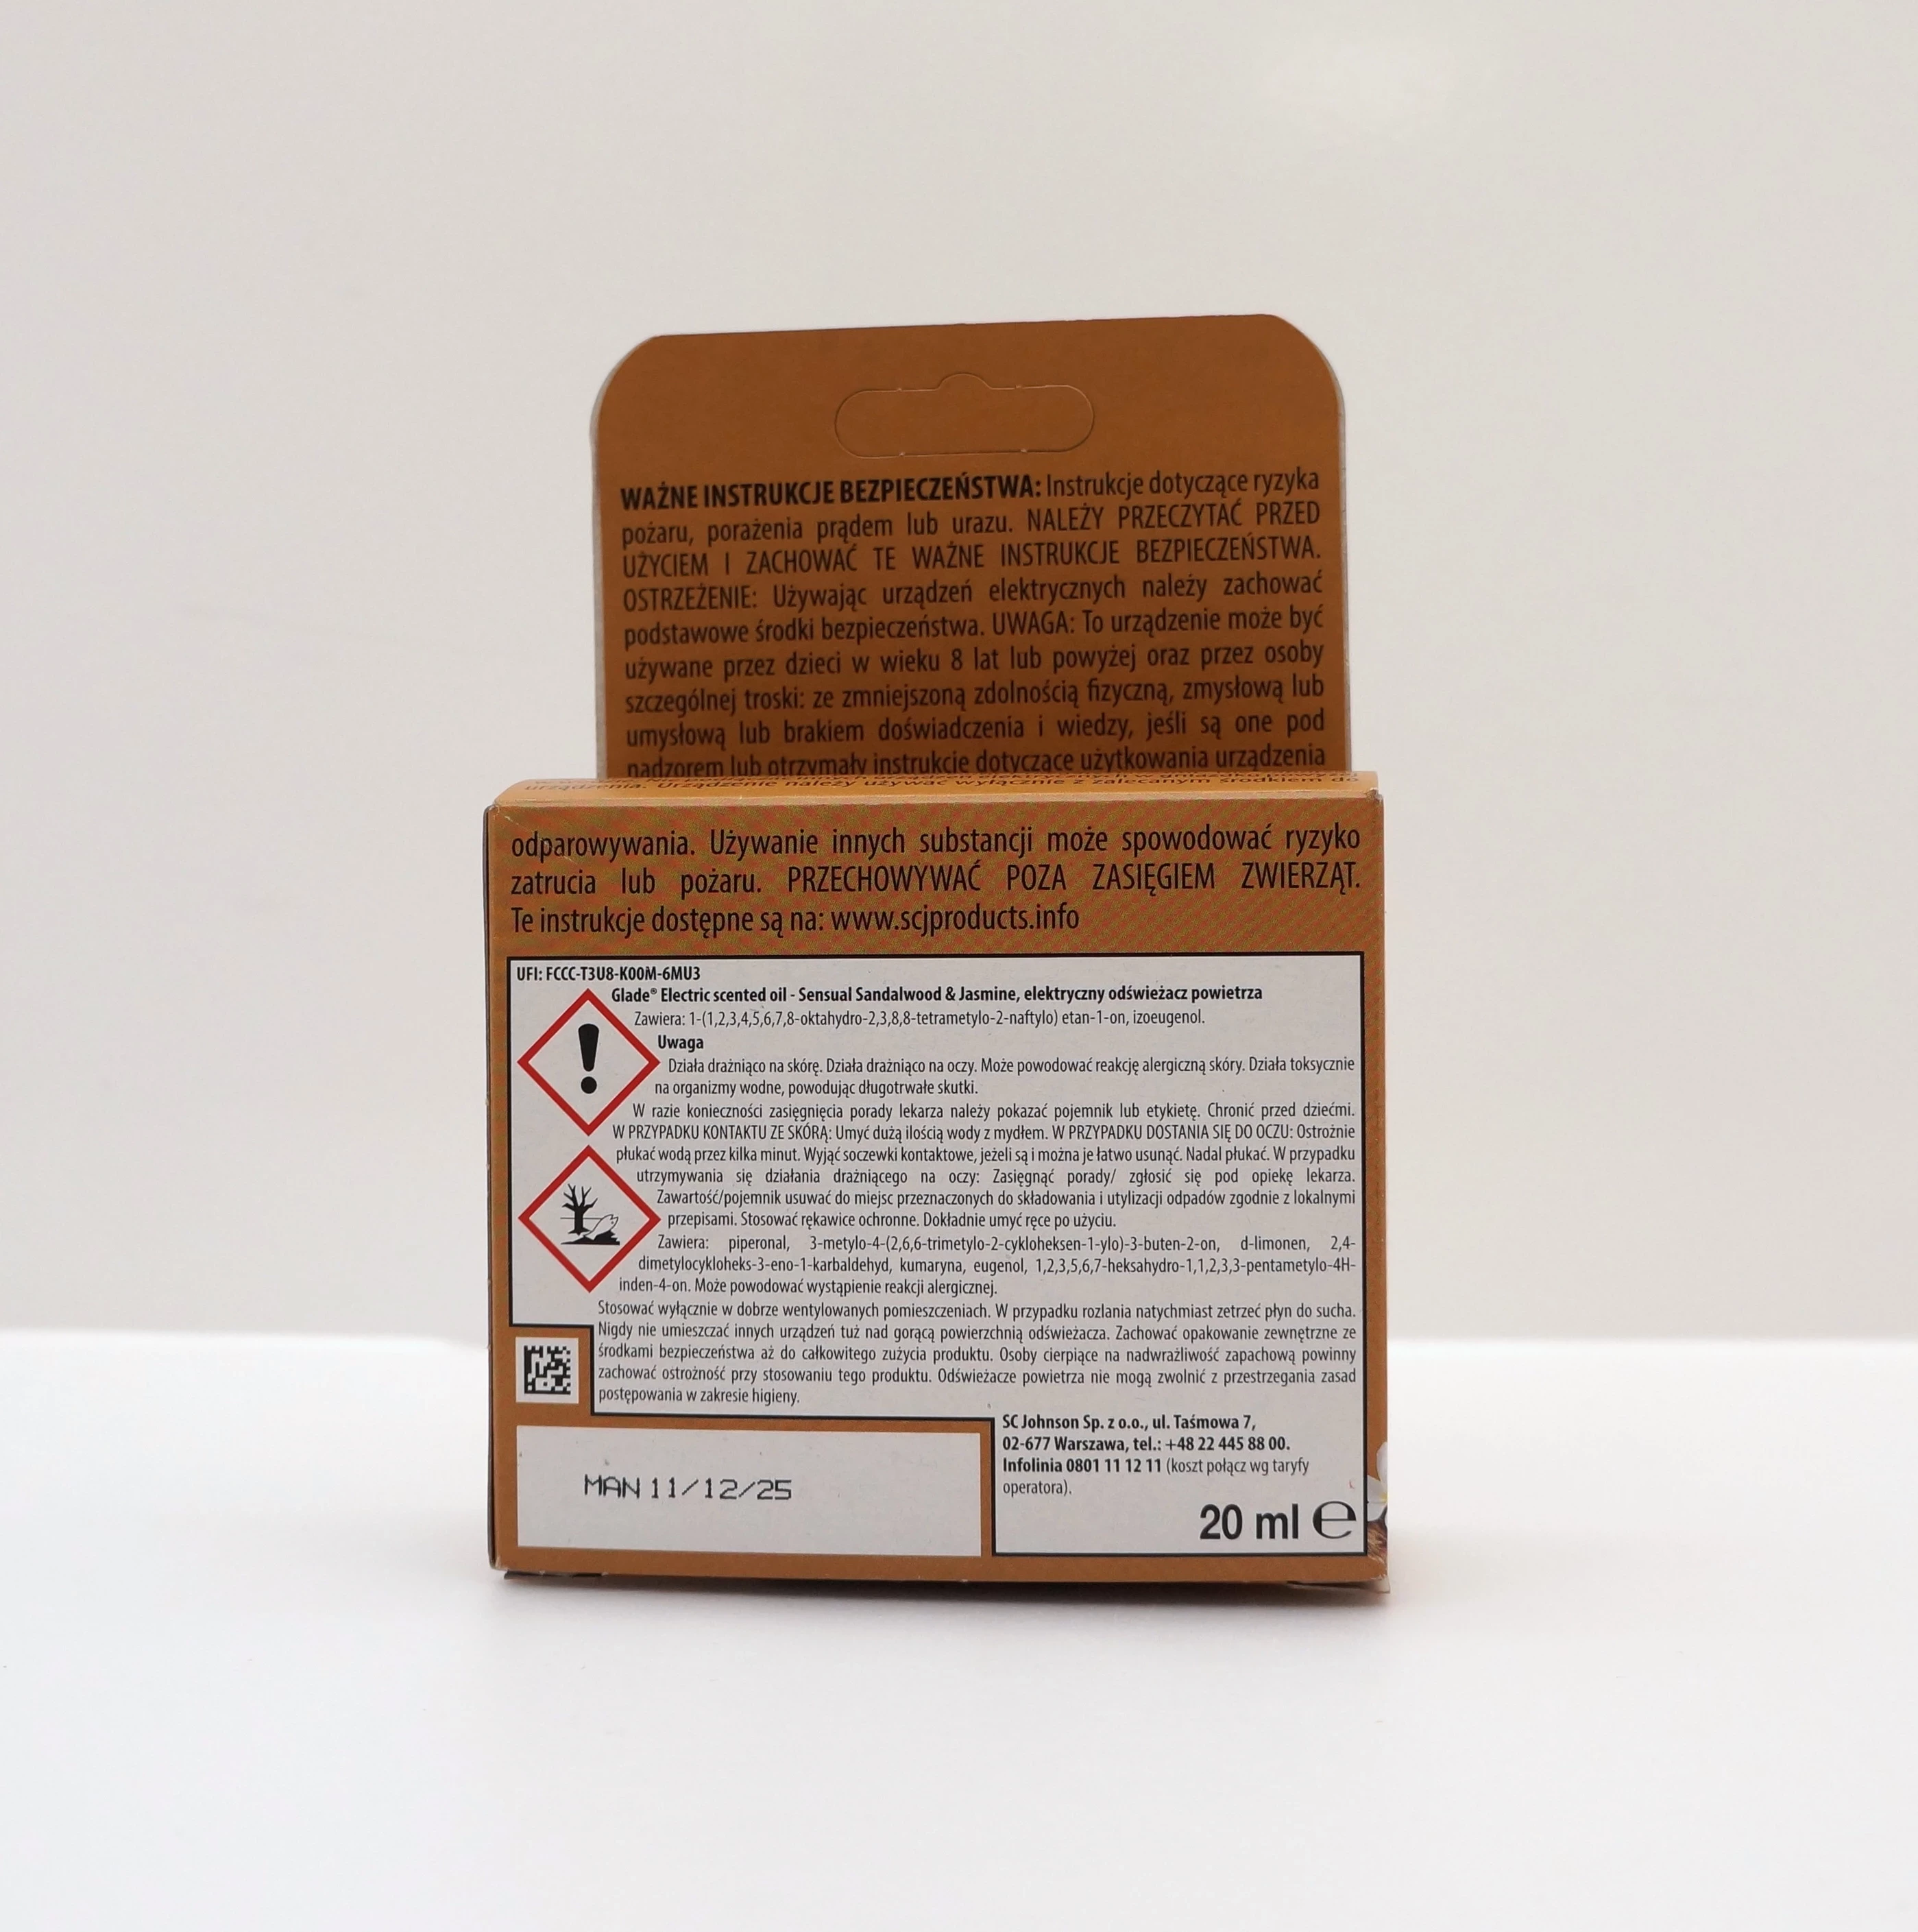 WAŻNE INSTRUKCJE BEZPIECZEŃSTWA: Instrukcje dotyczące ryzyka
pożaru, porażenia prądem lub urazu. NALEŻY PRZECZYTAĆ PRZED
UŻYCIEM I ZACHOWAĆ TE WAŻNE INSTRUKCJE BEZPIECZEŃSTWA.
OSTRZEŻENIE: Używając urządzeń elektrycznych należy zachować
podstawowe środki bezpieczeństwa. UWAGA: To urządzenie może być
używane przez dzieci w wieku 8 lat lub powyżej oraz przez osoby
szczególnej troski: ze zmniejszoną zdolnością fizyczną, zmysłową lub
umysłową lub brakiem doświadczenia i wiedzy, jeśli są one pod
nadzorem lub otrzymały instrukcje dotyczące użytkowania urządzenia
urządzenia. Urządzenie należy używać wyłącznie z zalecanym środkiem do
odparowywania. Używanie innych substancji może spowodować ryzyko
zatrucia lub pożaru. PRZECHOWYWAĆ POZA ZASIĘGIEM ZWIERZĄT.
Te instrukcje dostępne są na: www.scjproducts.info
UFI: FCCC-T3U8-K00M-6MU3
Glade® Electric scented oil - Sensual Sandalwood & Jasmine, elektryczny odświeżacz powietrza
Zawiera: 1-(1,2,3,4,5,6,7,8-oktahydro-2,3,8,8-tetrametylo-2-naftylo) etan-1-on, izoeugenol.
Uwaga
Działa drażniąco na skórę. Działa drażniąco na oczy. Może powodować reakcję alergiczną skóry. Działa toksycznie
na organizmy wodne, powodując długotrwałe skutki.
W razie konieczności zasięgnięcia porady lekarza należy pokazać pojemnik lub etykietę. Chronić przed dziećmi.
W PRZYPADKU KONTAKTU ZE SKÓRĄ: Umyć dużą ilością wody z mydłem. W PRZYPADKU DOSTANIA SIĘ DO OCZU: Ostrożnie
płukać wodą przez kilka minut. Wyjąć soczewki kontaktowe, jeżeli są i można je łatwo usunąć. Nadal płukać. W przypadku
utrzymywania się działania drażniącego na oczy: Zasięgnąć porady/ zgłosić się pod opiekę lekarza.
Zawartość/pojemnik usuwać do miejsc przeznaczonych do składowania i utylizacji odpadów zgodnie z lokalnymi
przepisami. Stosować rękawice ochronne. Dokładnie umyć ręce po użyciu.
Zawiera: piperonal, 3-metylo-4-(2,6,6-trimetylo-2-cykloheksen-1-ylo)-3-buten-2-on, d-limonen, 2,4-
dimetylocykloheks-3-eno-1-karbaldehyd, kumaryna, eugenol, 1,2,3,5,6,7-heksahydro-1,1,2,3,3-pentametylo-4H-
inden-4-on. Może powodować wystąpienie reakcji alergicznej.
Stosować wyłącznie w dobrze wentylowanych pomieszczeniach. W przypadku rozlania natychmiast zetrzeć płyn do sucha.
Nigdy nie umieszczać innych urządzeń tuż nad gorącą powierzchnią odświeżacza. Zachować opakowanie zewnętrzne ze
środkami bezpieczeństwa aż do całkowitego zużycia produktu. Osoby cierpiące na nadwrażliwość zapachową powinny
zachować ostrożność przy stosowaniu tego produktu. Odświeżacze powietrza nie mogą zwolnić z przestrzegania zasad
postępowania w zakresie higieny.
SC Johnson Sp. z o.o., ul. Taśmowa 7,
02-677 Warszawa, tel.: +48 22 445 88 00.
Infolinia 0801 11 12 11 (koszt połącz wg taryfy
operatora).
MAN 11/12/25
20 ml ℮